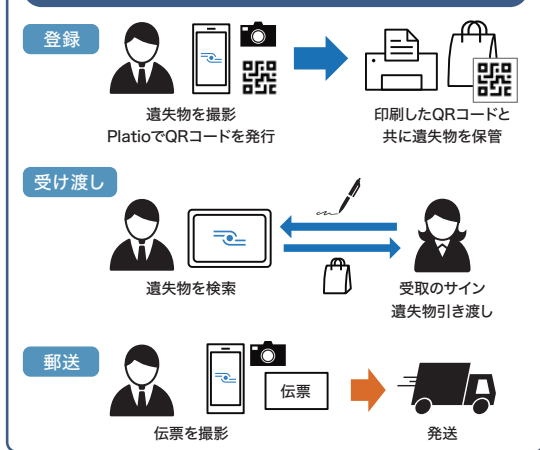 登録
遺失物を撮影
PlatioでQRコードを発行
印刷したQRコードと
共に遺失物を保管
受け渡し
遺失物を検索
受取のサイン
遺失物引き渡し
郵送
伝票
伝票を撮影
発送